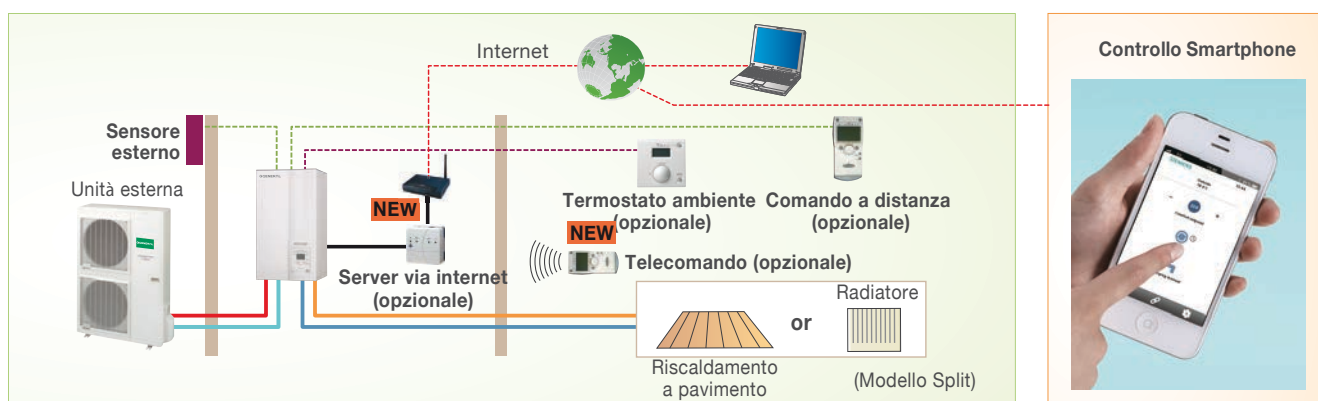 Internet
Controllo Smartphone
Sensore
esterno
Unità esterna
NEW
Termostato ambiente
(opzionale)
Comando a distanza
(opzionale)
NEW
Server via internet
(opzionale)
Telecomando (opzionale)
Radiatore
or
Riscaldamento
a pavimento
(Modello Split)